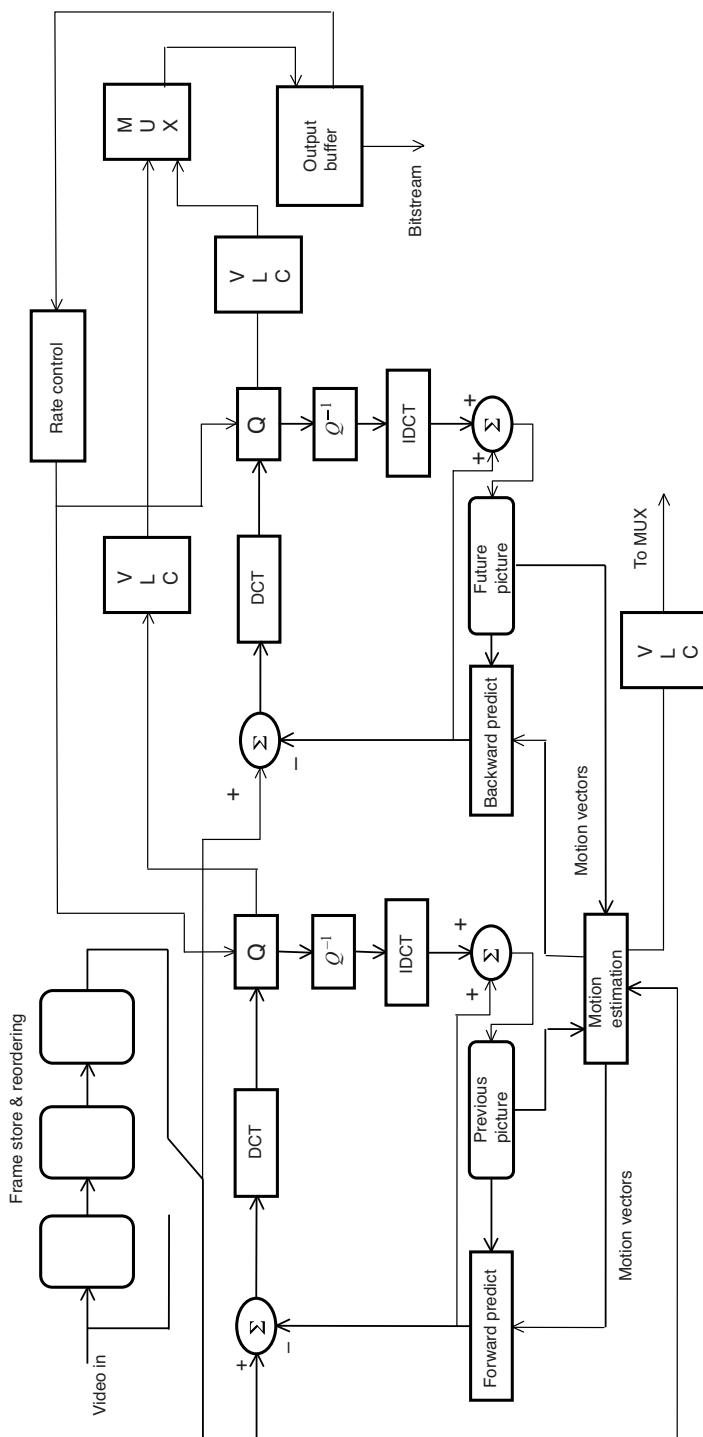 Frame store & reordering
Video in
Rate control
M
U
X
Output
buffer
Bitstream
V
L
C
V
L
C
+
Σ
−
DCT
Q
Q⁻¹
IDCT
+
+
Σ
Previous
picture
Forward predict
+
Σ
−
DCT
Q
Q⁻¹
IDCT
+
+
Σ
Future
picture
Backward predict
Motion vectors
Motion
estimation
Motion vectors
V
L
C
To MUX